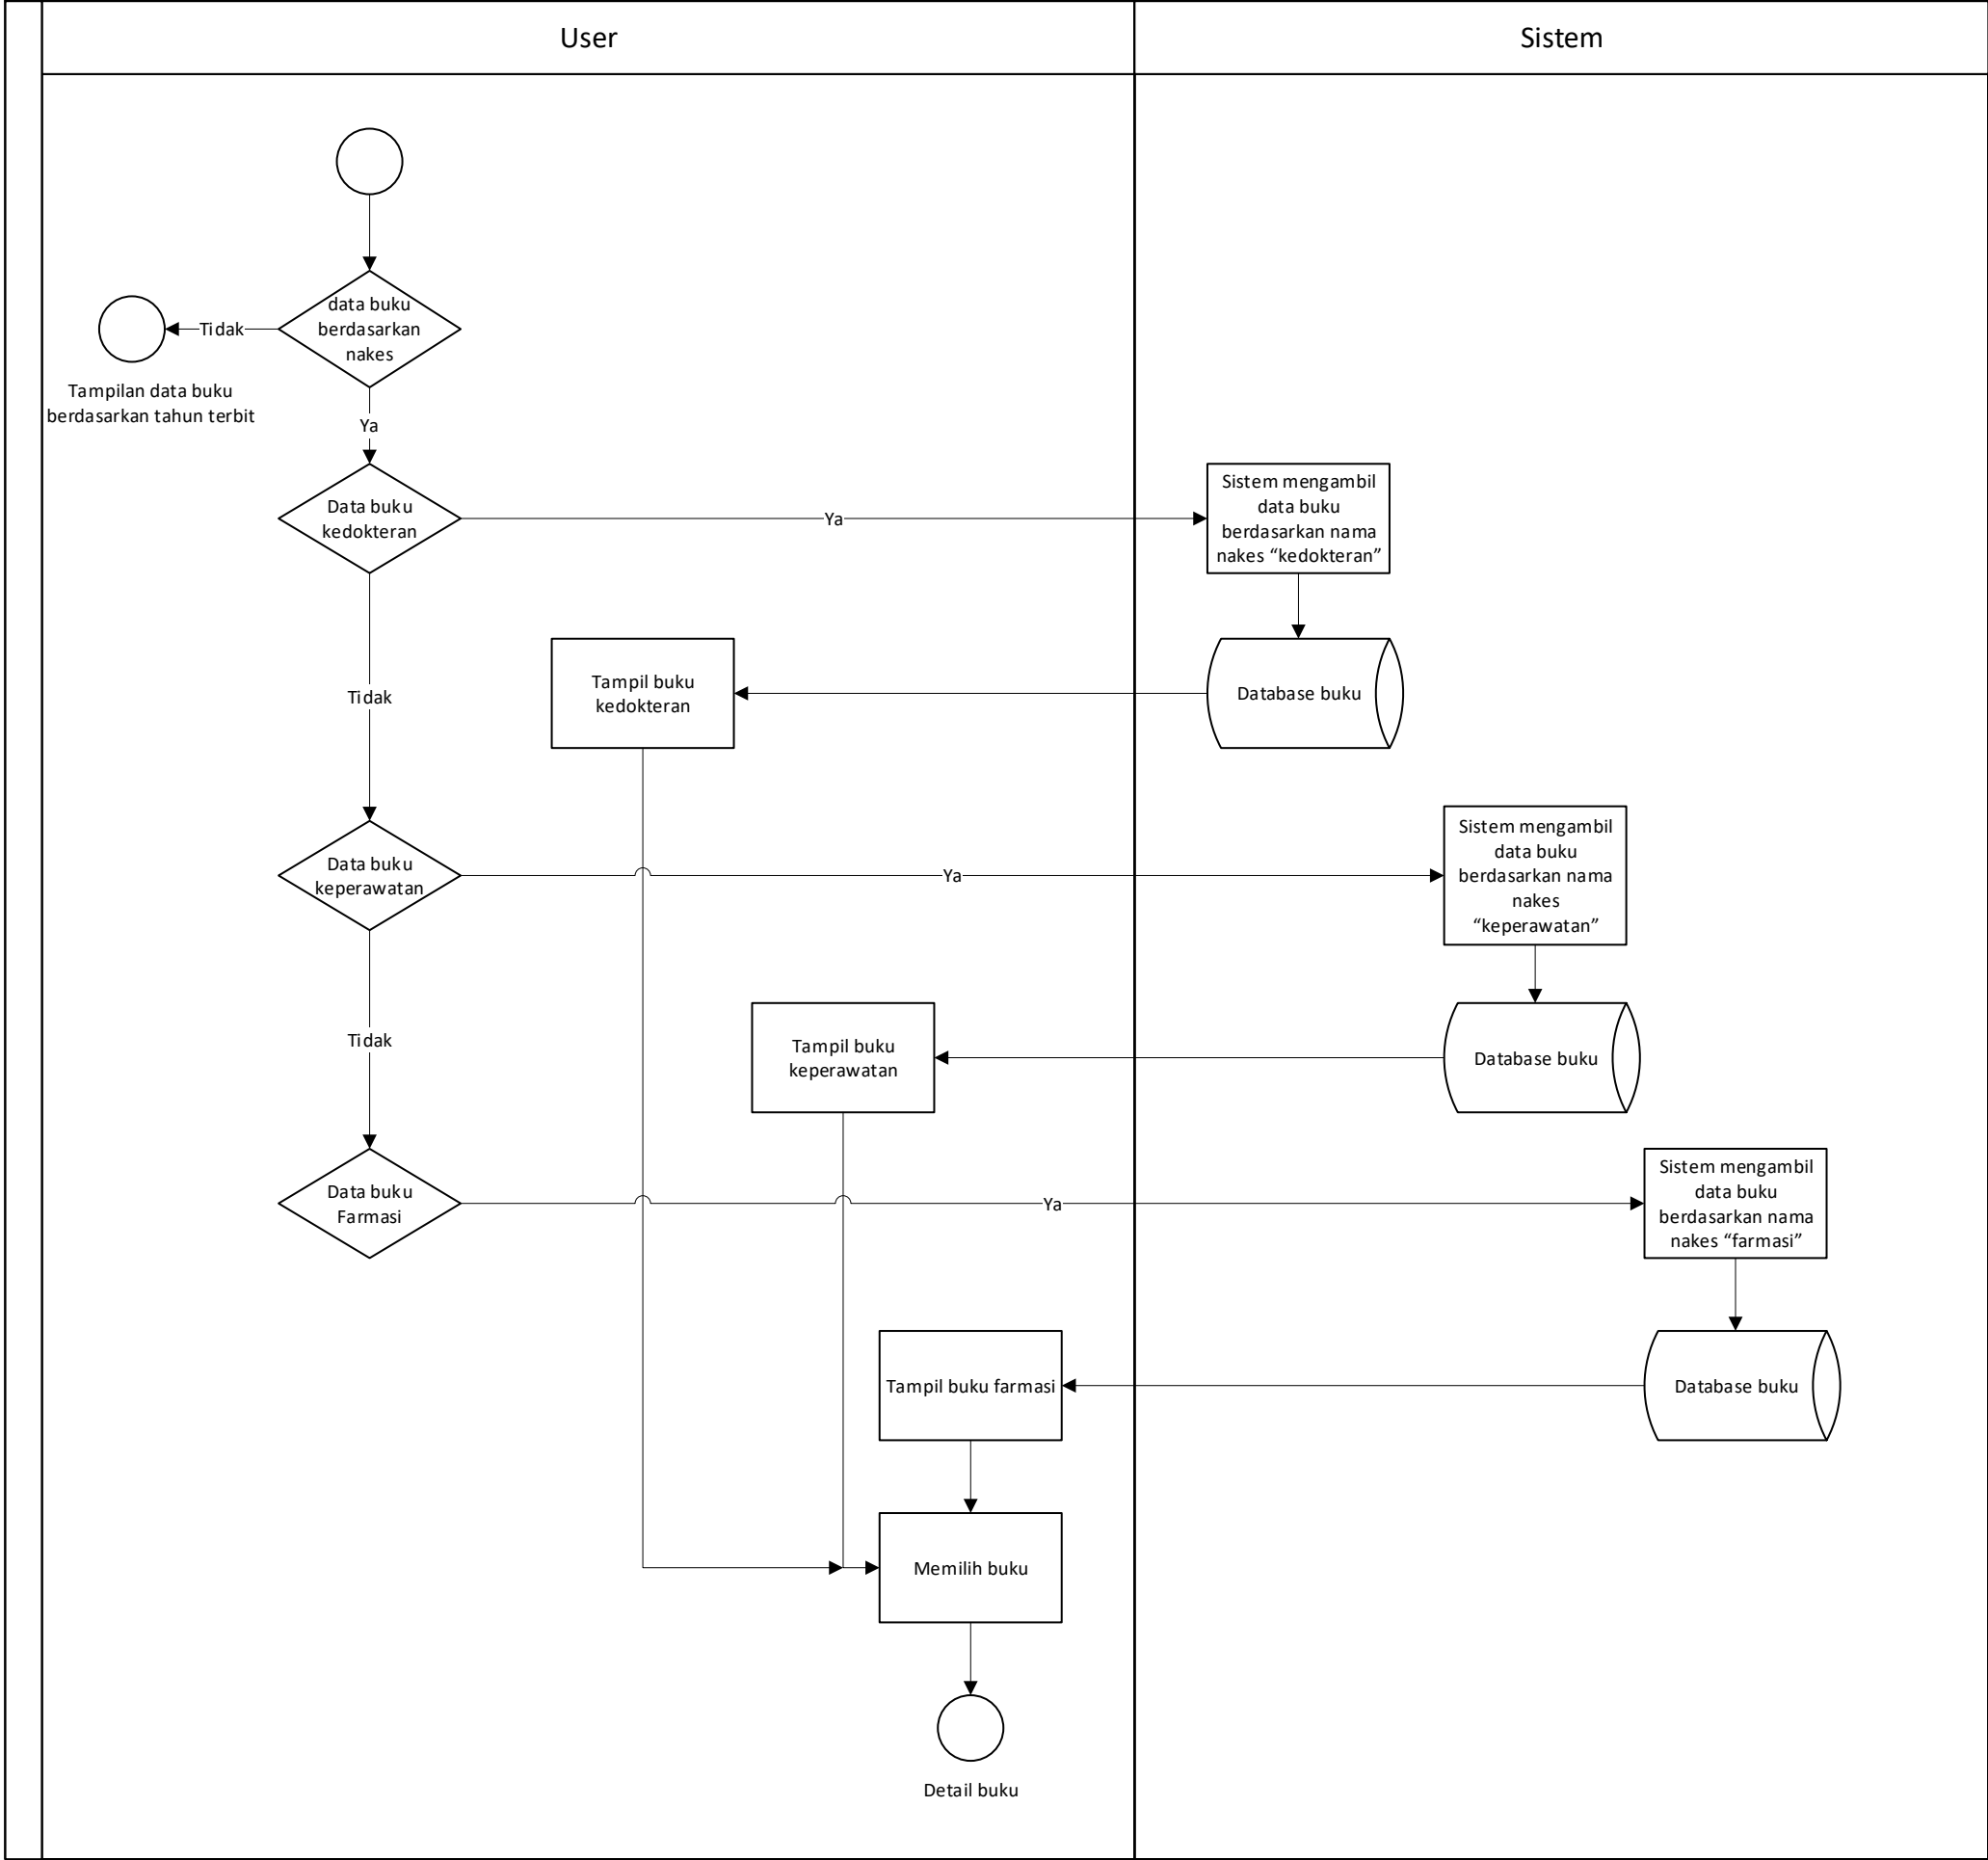 User
Sistem
data buku
berdasarkan
nakes
Tidak
Tampilan data buku
berdasarkan tahun terbit
Ya
Data buku
kedokteran
Ya
Sistem mengambil
data buku
berdasarkan nama
nakes “kedokteran”
Tidak
Tampil buku
kedokteran
Database buku
Data buku
keperawatan
Ya
Sistem mengambil
data buku
berdasarkan nama
nakes
“keperawatan”
Tidak
Tampil buku
keperawatan
Database buku
Data buku
Farmasi
Ya
Sistem mengambil
data buku
berdasarkan nama
nakes “farmasi”
Tampil buku farmasi
Database buku
Memilih buku
Detail buku